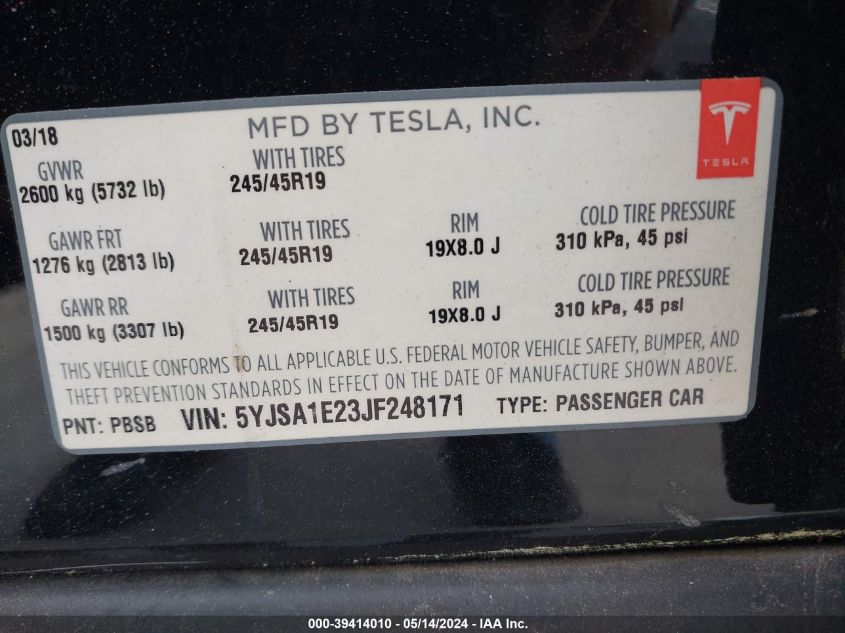 03/18
MFD BY TESLA, INC.
TESLA
GVWR
2600 kg (5732 lb)
WITH TIRES
245/45R19
GAWR FRT
1276 kg (2813 lb)
WITH TIRES
245/45R19
RIM
19X8.0 J
COLD TIRE PRESSURE
310 kPa, 45 psi
GAWR RR
1500 kg (3307 lb)
WITH TIRES
245/45R19
RIM
19X8.0 J
COLD TIRE PRESSURE
310 kPa, 45 psi
THIS VEHICLE CONFORMS TO ALL APPLICABLE U.S. FEDERAL MOTOR VEHICLE SAFETY, BUMPER, AND
THEFT PREVENTION STANDARDS IN EFFECT ON THE DATE OF MANUFACTURE SHOWN ABOVE.
PNT: PBSB VIN: 5YJSA1E23JF248171 TYPE: PASSENGER CAR
000-39414010 - 05/14/2024 - IAA Inc.